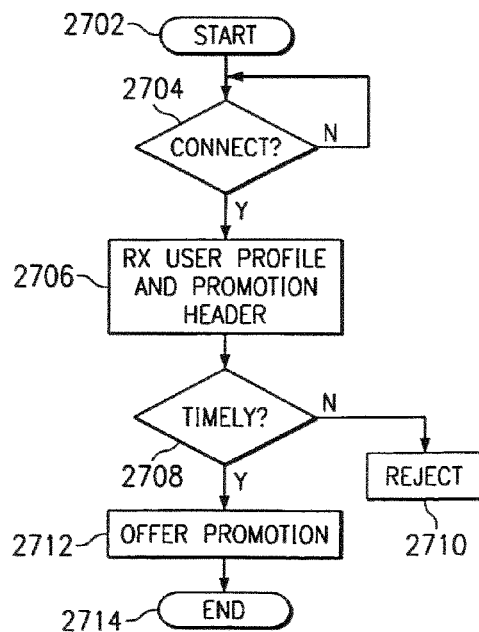 2702
START
2704
CONNECT?
N
Y
2706
RX USER PROFILE
AND PROMOTION
HEADER
TIMELY?
N
2708
Y
REJECT
2710
2712
OFFER PROMOTION
2714
END